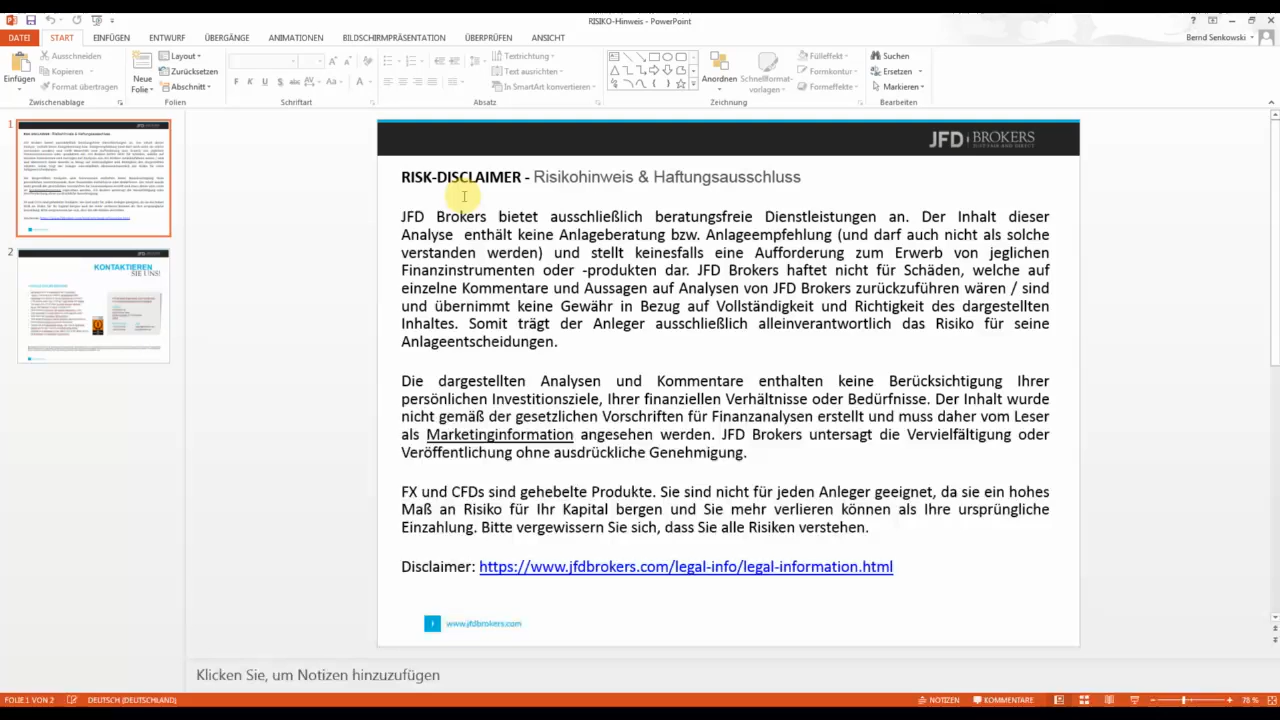 RISIKO-Hinweis - PowerPoint
DATEI START EINFÜGEN ENTWURF ÜBERGÄNGE ANIMATIONEN BILDSCHIRMPRÄSENTATION ÜBERPRÜFEN ANSICHT
Bernd Senkowski
Einfügen
Ausschneiden
Kopieren
Format übertragen
Zwischenablage
Neue
Folie
Layout
Zurücksetzen
Abschnitt
Folien
F K U S abc AV Aa A
Schriftart
Textrichtung
Text ausrichten
In SmartArt konvertieren
Absatz
Anordnen
Schnellformat-
vorlagen
Fülleffekt
Formkontur
Formeffekte
Zeichnung
Suchen
Ersetzen
Markieren
Bearbeiten
1
2
KONTAKTIEREN
SIE UNS!
JFD BROKERS
RISK-DISCLAIMER - Risikohinweis & Haftungsausschluss
JFD Brokers bietet ausschließlich beratungsfreie Dienstleistungen an. Der Inhalt dieser
Analyse enthält keine Anlageberatung bzw. Anlageempfehlung (und darf auch nicht als solche
verstanden werden) und stellt keinesfalls eine Aufforderung zum Erwerb von jeglichen
Finanzinstrumenten oder -produkten dar. JFD Brokers haftet nicht für Schäden, welche auf
einzelne Kommentare und Aussagen auf Analysen von JFD Brokers zurückzuführen wären / sind
und übernimmt keine Gewähr in Bezug auf Vollständigkeit und Richtigkeit des dargestellten
Inhaltes. Somit trägt der Anleger ausschließlich alleinverantwortlich das Risiko für seine
Anlageentscheidungen.
Die dargestellten Analysen und Kommentare enthalten keine Berücksichtigung Ihrer
persönlichen Investitionsziele, Ihrer finanziellen Verhältnisse oder Bedürfnisse. Der Inhalt wurde
nicht gemäß der gesetzlichen Vorschriften für Finanzanalysen erstellt und muss daher vom Leser
als Marketinginformation angesehen werden. JFD Brokers untersagt die Vervielfältigung oder
Veröffentlichung ohne ausdrückliche Genehmigung.
FX und CFDs sind gehebelte Produkte. Sie sind nicht für jeden Anleger geeignet, da sie ein hohes
Maß an Risiko für Ihr Kapital bergen und Sie mehr verlieren können als Ihre ursprüngliche
Einzahlung. Bitte vergewissern Sie sich, dass Sie alle Risiken verstehen.
Disclaimer: https://www.jfdbrokers.com/legal-info/legal-information.html
www.jfdbrokers.com
Klicken Sie, um Notizen hinzuzufügen
FOLIE 1 VON 2 DEUTSCH (DEUTSCHLAND) NOTIZEN KOMMENTARE 78 %